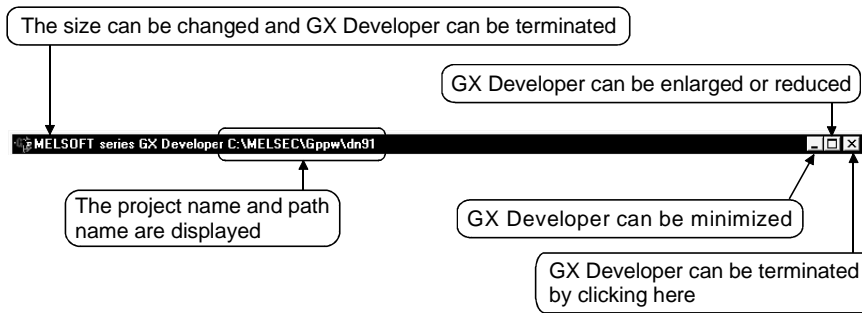 The size can be changed and GX Developer can be terminated
GX Developer can be enlarged or reduced
MELSOFT series GX Developer C:\MELSEC\Gppw\dn91
The project name and path
name are displayed
GX Developer can be minimized
GX Developer can be terminated
by clicking here